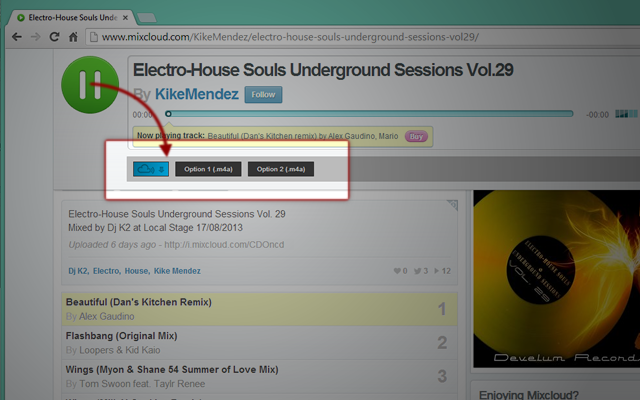 Electro-House Souls Unde
www.mixcloud.com/KikeMendez/electro-house-souls-underground-sessions-vol29/
Electro-House Souls Underground Sessions Vol.29
By KikeMendez Follow
00:00 -00:00
Now playing track: Beautiful (Dan's Kitchen remix) by Alex Gaudino, Mario Buy
Option 1 (.m4a) Option 2 (.m4a)
Electro-House Souls Underground Sessions Vol. 29
Mixed by Dj K2 at Local Stage 17/08/2013
Uploaded 6 days ago - http://i.mixcloud.com/CDOncd
Dj K2, Electro, House, Kike Mendez 0 3 12
Beautiful (Dan's Kitchen Remix) 1
By Alex Gaudino
Flashbang (Original Mix) 2
By Loopers & Kid Kaio
Wings (Myon & Shane 54 Summer of Love Mix) 3
By Tom Swoon feat. Taylr Renee
VOL. 29
Develum Record
Enjoying Mixcloud?